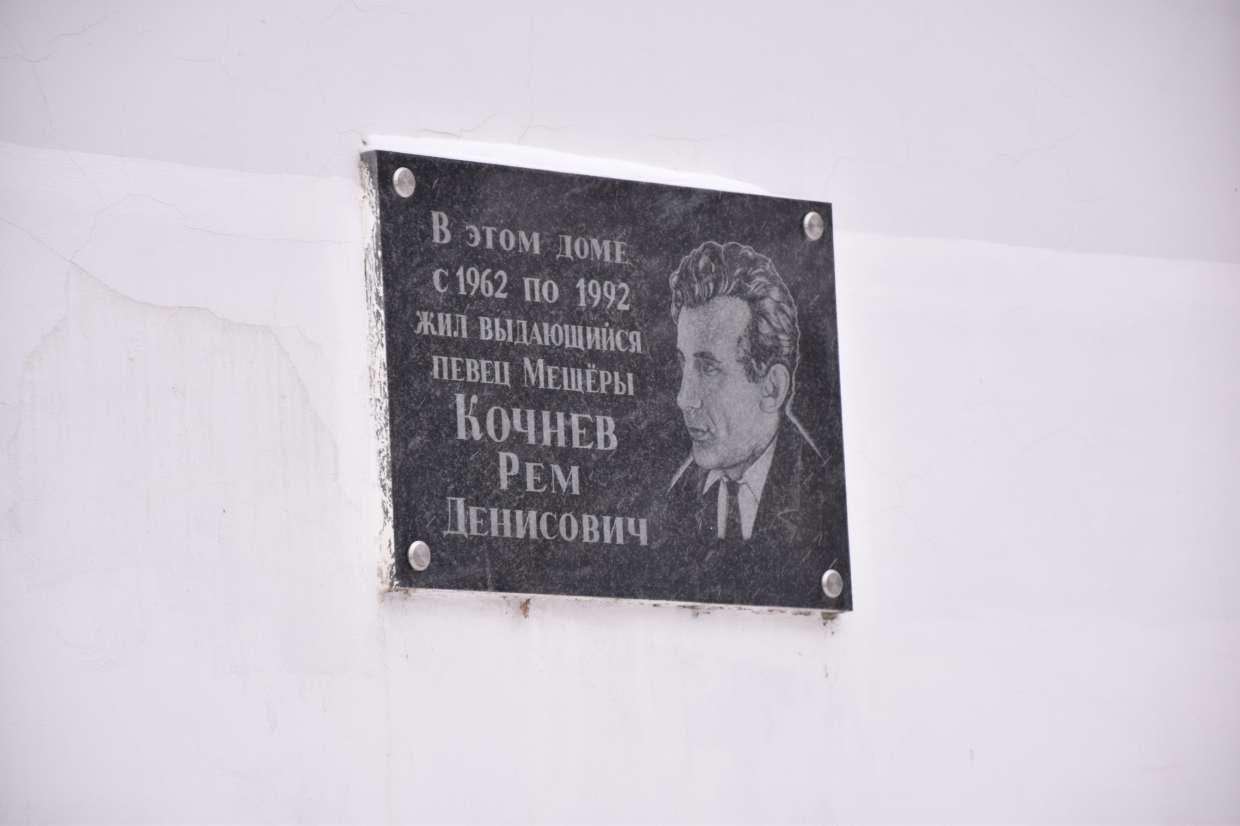 В этом доме
с 1962 по 1992
жил выдающийся
певец Мещёры
Кочнев
Рем
Денисович